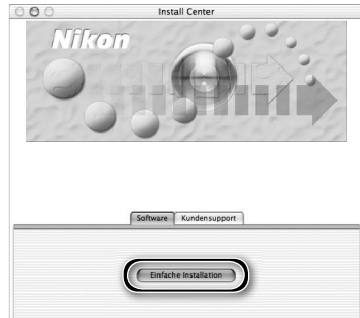 Install Center
Nikon
Software Kundensupport
Einfache Installation